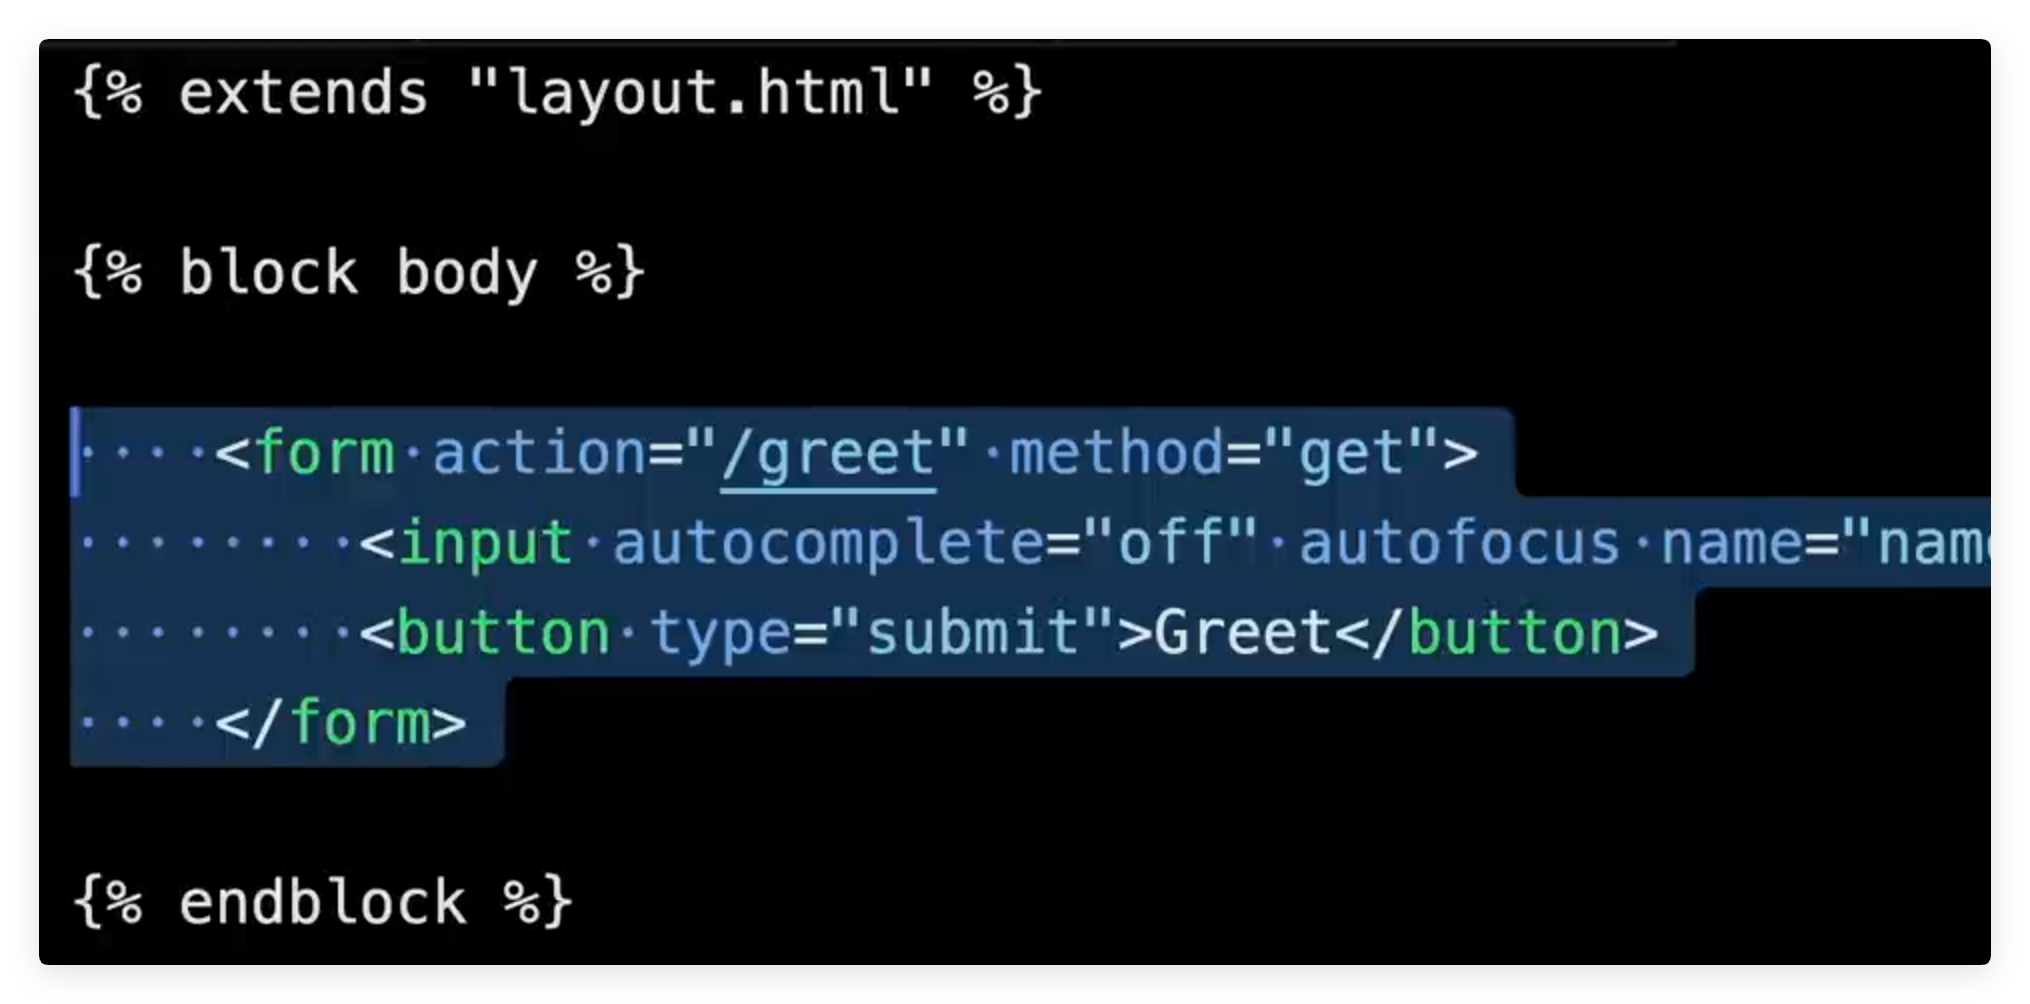 {% extends "layout.html" %}
{% block body %}
<form action="/greet" method="get">
<input autocomplete="off" autofocus name="nam
<button type="submit">Greet</button>
</form>
{% endblock %}